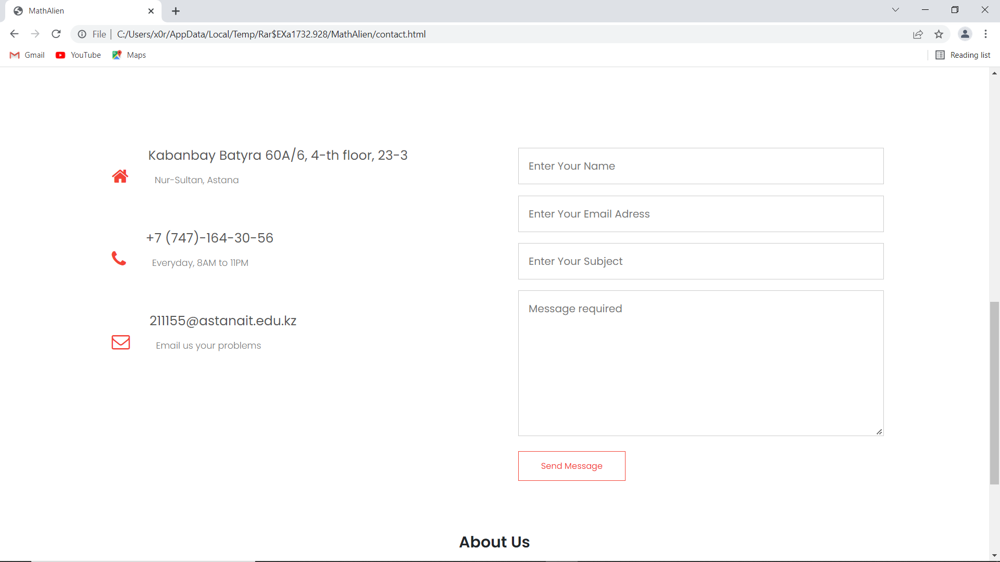 MathAlien
File
C:/Users/x0r/AppData/Local/Temp/Rar$EXa1732.928/MathAlien/contact.html
Gmail
YouTube
Maps
Reading list
Kabanbay Batyra 60A/6, 4-th floor, 23-3
Nur-Sultan, Astana
+7 (747)-164-30-56
Everyday, 8AM to 11PM
211155@astanait.edu.kz
Email us your problems
Enter Your Name
Enter Your Email Adress
Enter Your Subject
Message required
Send Message
About Us